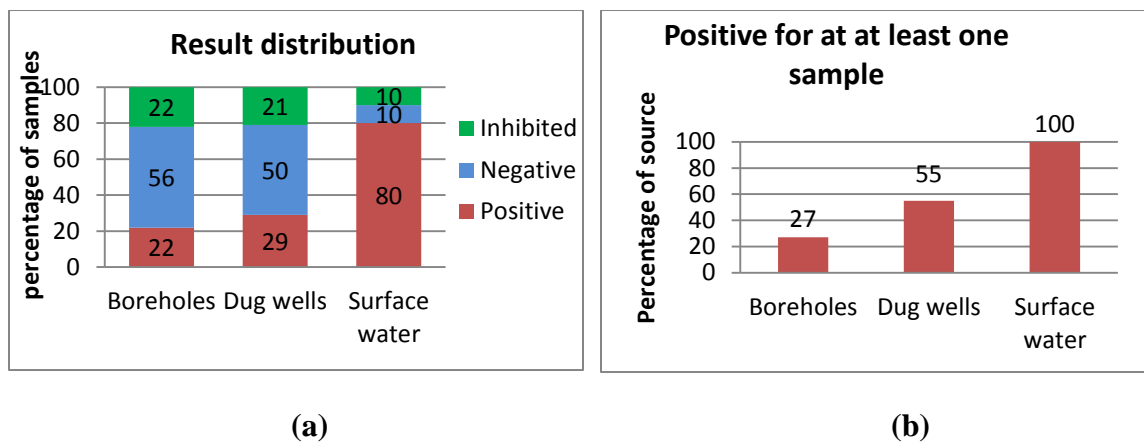 Result distribution
percentage of samples
100
80
60
40
20
0
22
56
22
21
50
29
10
10
80
Boreholes
Dug wells
Surface
water
Inhibited
Negative
Positive
(a)
Positive for at at least one
sample
Percentage of source
100
80
60
40
20
0
27
55
100
Boreholes
Dug wells
Surface
water
(b)